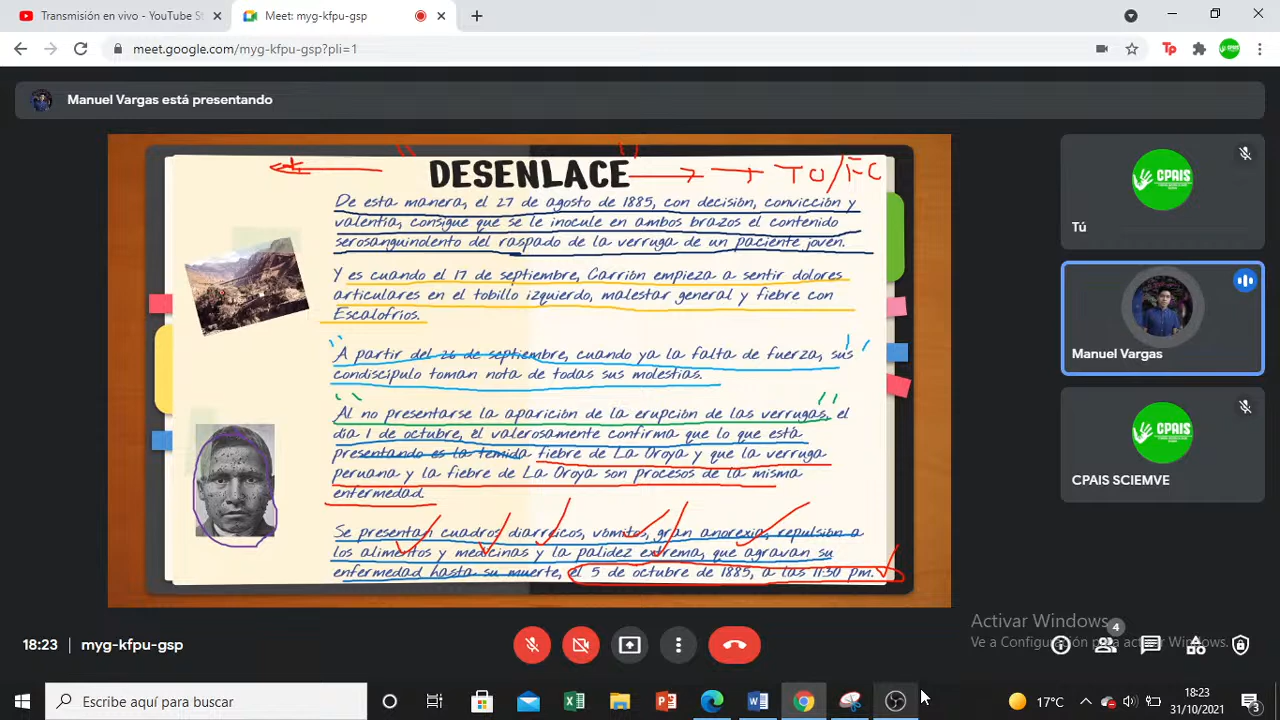 Transmisión en vivo - YouTube St
Meet: myg-kfpu-gsp
meet.google.com/myg-kfpu-gsp?pli=1
Manuel Vargas está presentando
DESENLACE
TO/FC
De esta manera, el 27 de agosto de 1885, con decisión, convicción y
valentía, consigue que se le inocule en ambos brazos el contenido
serosanguinolento del raspado de la verruga de un paciente joven.
Y es cuando el 17 de septiembre, Carrión empieza a sentir dolores
articulares en el tobillo izquierdo, malestar general y fiebre con
Escalofríos.
A partir del 26 de septiembre, cuando ya la falta de fuerza, sus
condiscípulo toman nota de todas sus molestias.
Al no presentarse la aparición de la erupción de las verrugas, el
día 1 de octubre, el valerosamente confirma que lo que está
presentando es la temida fiebre de La Oroya y que la verruga
peruana y la fiebre de La Oroya son procesos de la misma
enfermedad.
Se presentan cuadros diarreicos, vómitos, gran anorexia, repulsión a
los alimentos y medicinas y la palidez extrema, que agravan su
enfermedad hasta su muerte, el 5 de octubre de 1885, a las 11:30 pm.
CPAIS
Tú
Manuel Vargas
CPAIS
CPAIS SCIEMVE
Activar Windows
Ve a Configuración para activar Windows.
4
18:23
myg-kfpu-gsp
Escribe aquí para buscar
17°C
18:23
31/10/2021
3